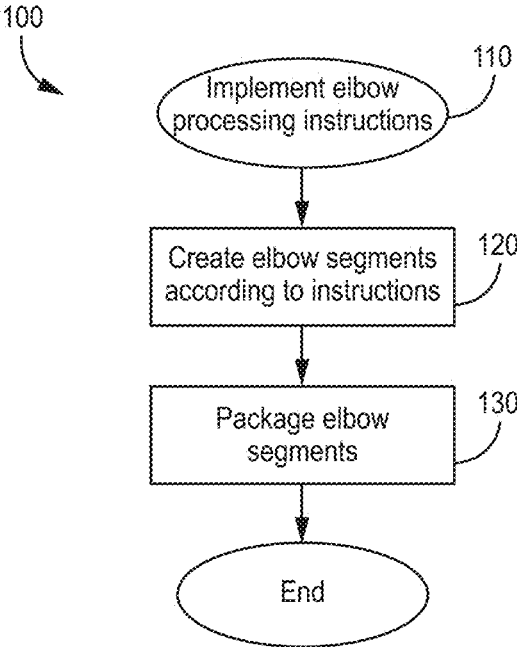 100
110
Implement elbow
processing instructions
Create elbow segments
according to instructions
120
Package elbow
segments
130
End